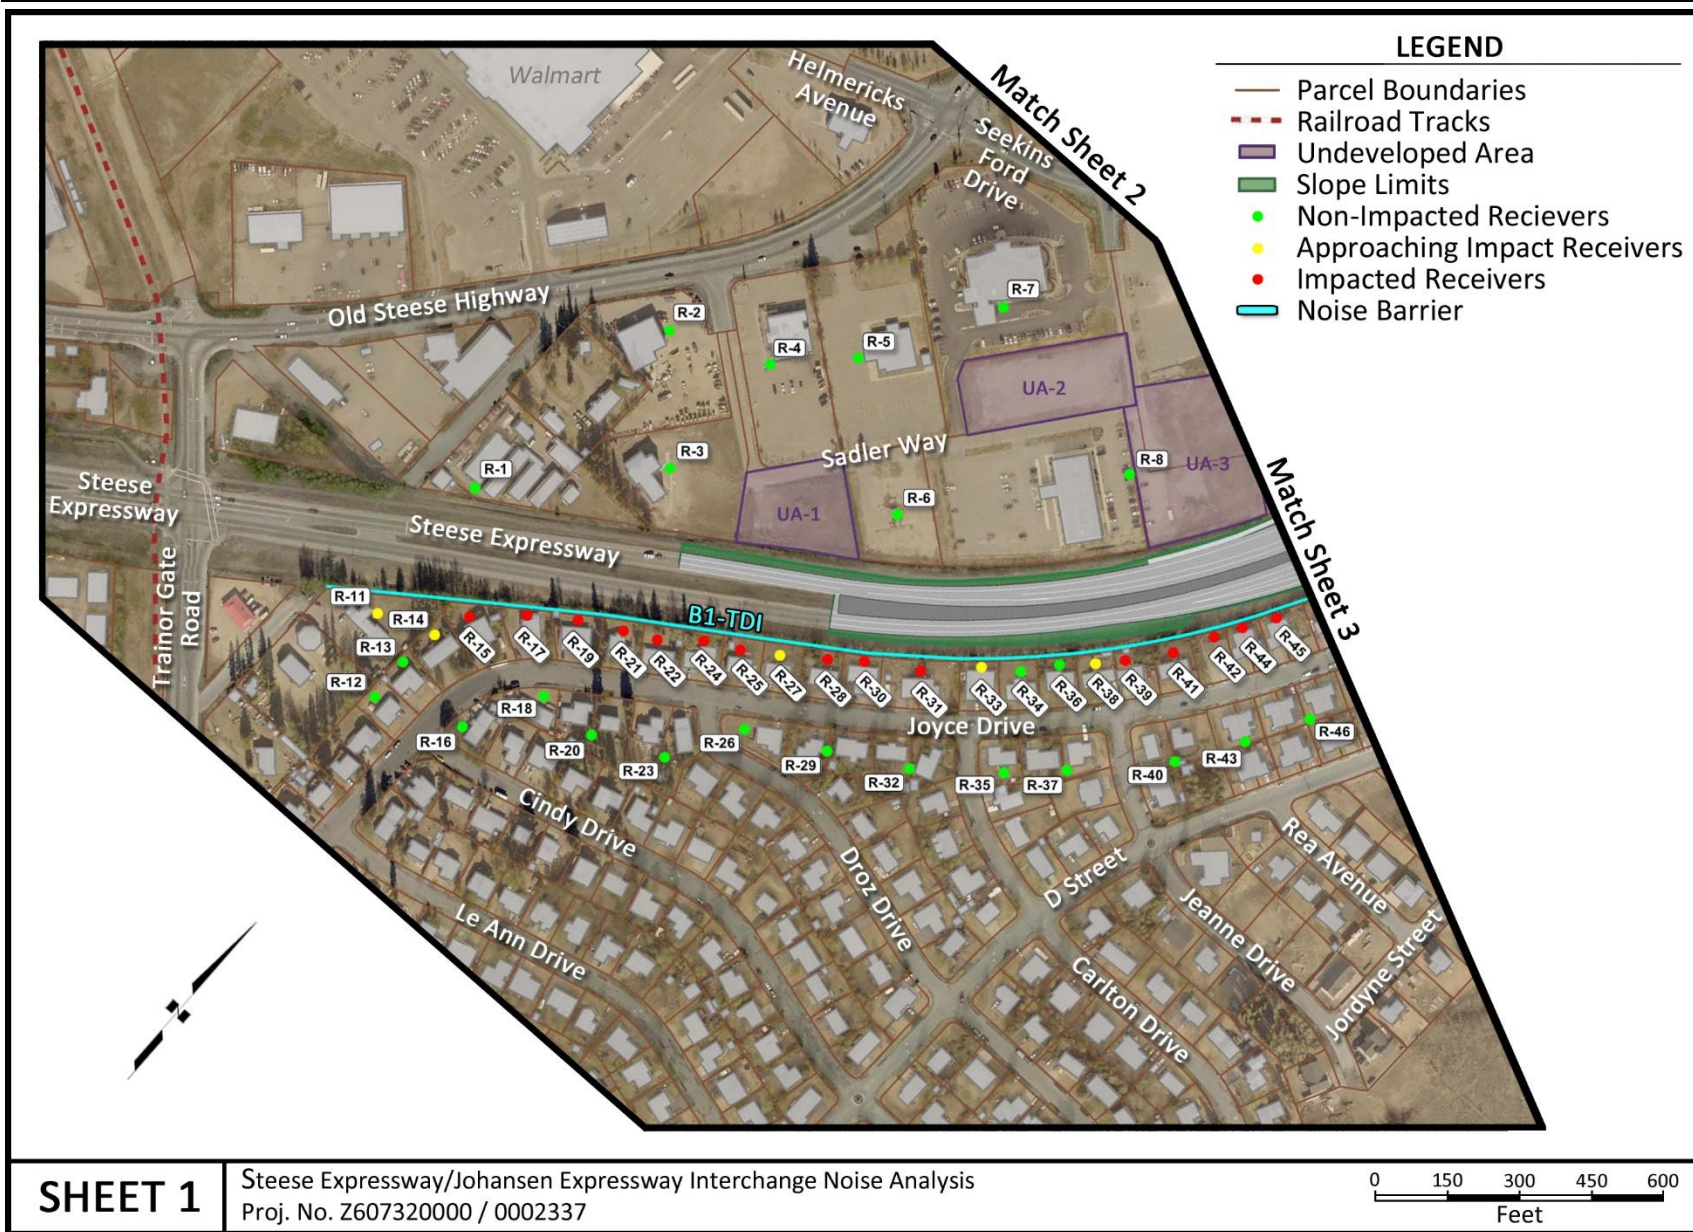 Walmart
Helmericks
Avenue
Match Sheet 2
Seekins
Ford
Drive
LEGEND
Parcel Boundaries
Railroad Tracks
Undeveloped Area
Slope Limits
Non-Impacted Recievers
Approaching Impact Receivers
Impacted Receivers
Noise Barrier
Old Steese Highway
R-2
R-7
R-4
R-5
UA-2
R-1
R-3
Sadler Way
R-8
UA-3
R-6
UA-1
Steese
Expressway
Steese Expressway
Match Sheet 3
Trainor Gate
Road
B1-TDI
R-11
R-14
R-13
R-12
R-15
R-17
R-19
R-21
R-22
R-24
R-25
R-27
R-28
R-30
R-31
R-33
R-34
R-36
R-38
R-39
R-41
R-42
R-44
R-45
Joyce Drive
R-18
R-16
R-20
R-23
R-26
R-29
R-32
R-35
R-37
R-40
R-43
R-46
Cindy Drive
Droz Drive
D Street
Rea Avenue
Le Ann Drive
Jeanne Drive
Carlton Drive
Jordyne Street
N
SHEET 1
Steese Expressway/Johansen Expressway Interchange Noise Analysis
Proj. No. Z607320000 / 0002337
0 150 300 450 600
Feet